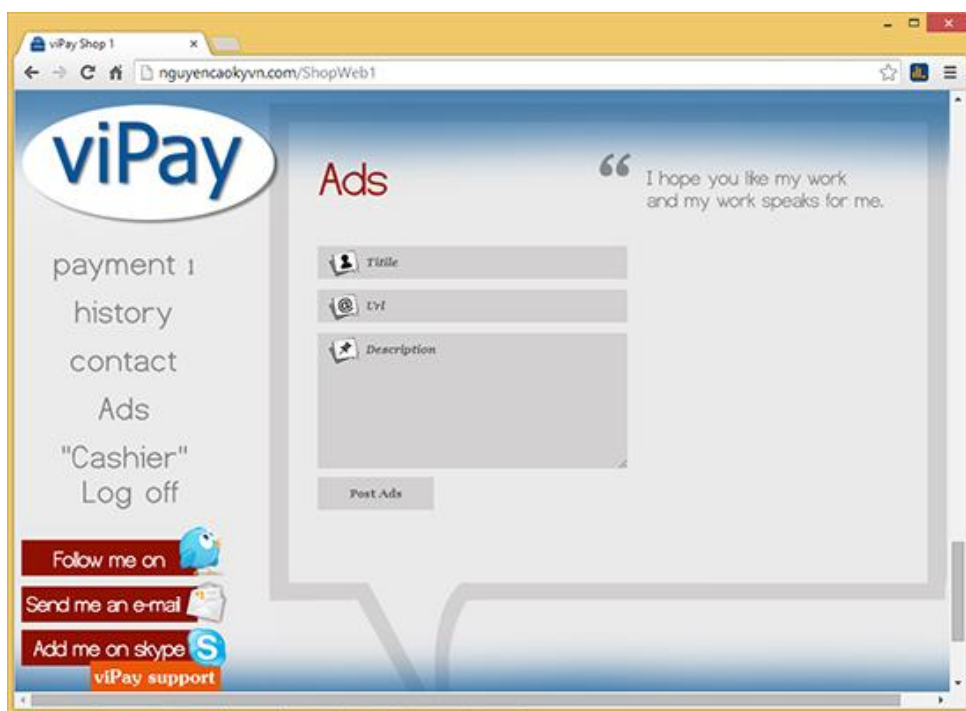 viPay Shop 1
nguyencaokyvn.com/ShopWeb1
viPay
payment 1
history
contact
Ads
"Cashier"
Log off
Follow me on
Send me an e-mail
Add me on skype
S
viPay support
Ads
“ I hope you like my work
and my work speaks for me.
Titile
@ Url
Description
Post Ads